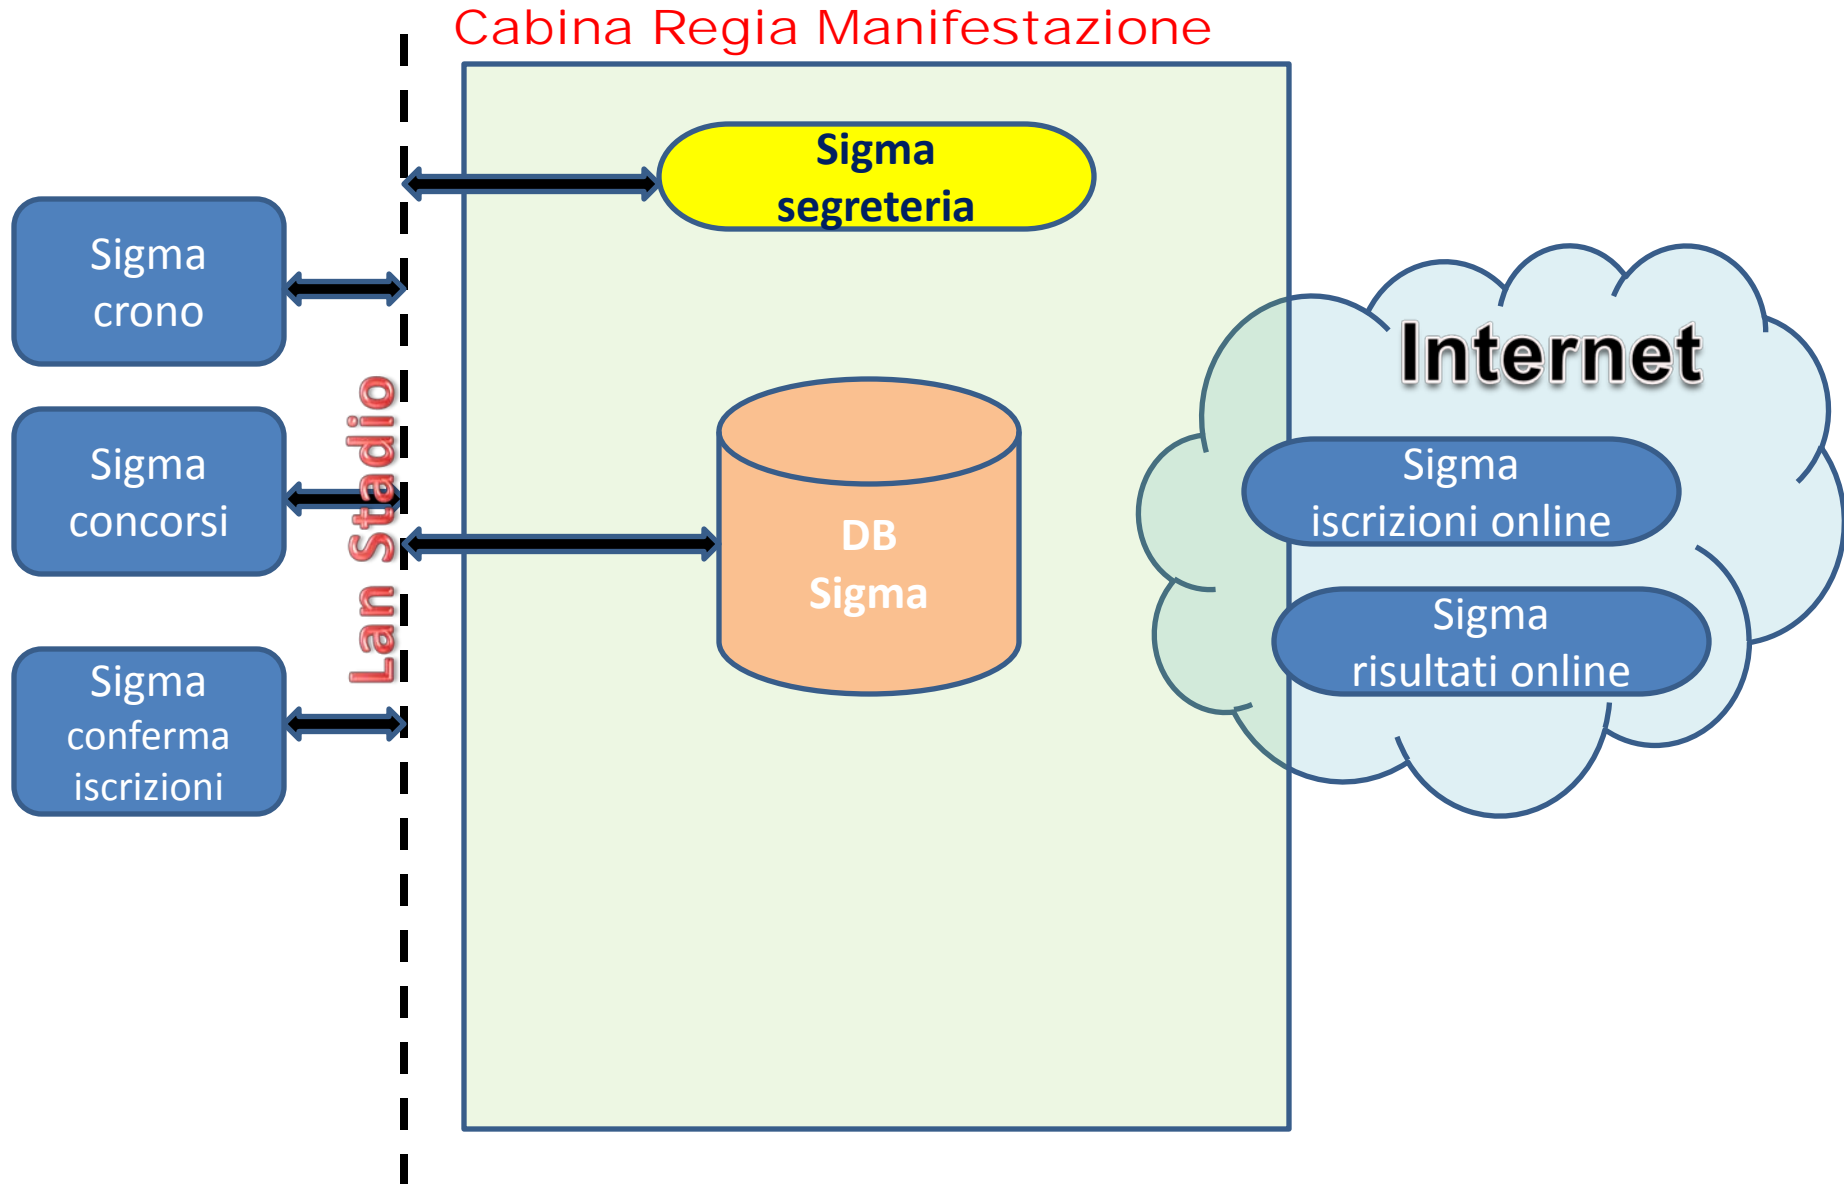 Cabina Regia Manifestazione
Sigma
segreteria
Sigma
crono
Sigma
concorsi
Sigma
conferma
iscrizioni
Lan Stadio
DB
Sigma
Internet
Sigma
iscrizioni online
Sigma
risultati online